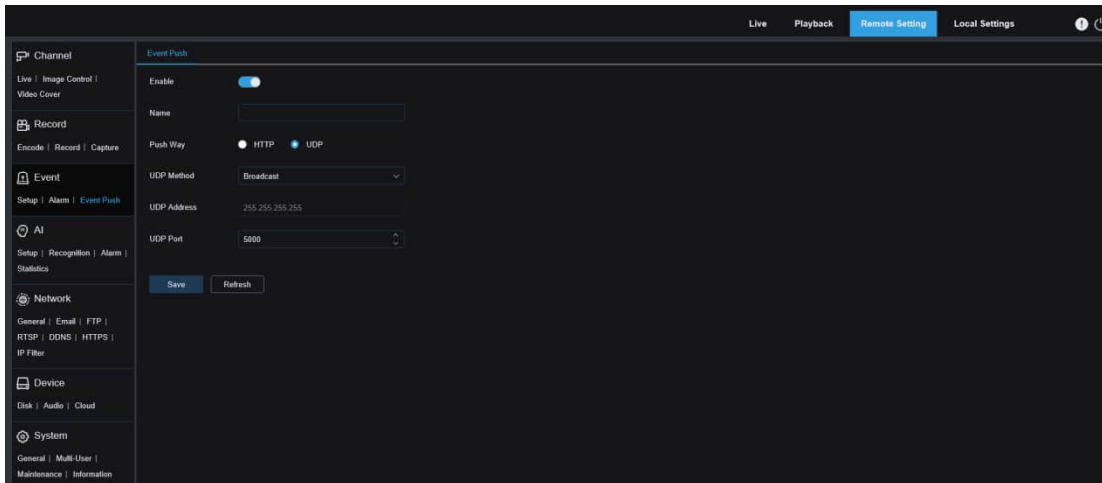 Live Playback Remote Setting Local Settings
Channel
Live | Image Control |
Video Cover
Record
Encode | Record | Capture
Event
Setup | Alarm | Event Push
AI
Setup | Recognition | Alarm |
Statistics
Network
General | Email | FTP |
RTSP | DDNS | HTTPS |
IP Filter
Device
Disk | Audio | Cloud
System
General | Multi-User |
Maintenance | Information
Event Push
Enable
Name
Push Way HTTP UDP
UDP Method Broadcast
UDP Address 255.255.255.255
UDP Port 5000
Save Refresh